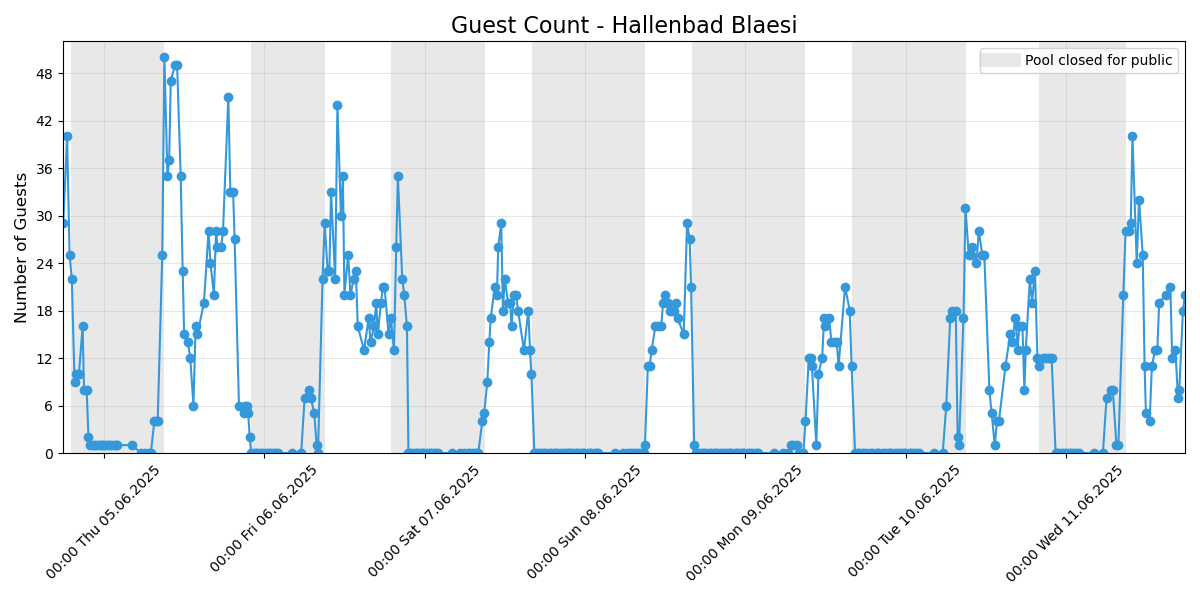 Guest Count - Hallenbad Blaesi
Pool closed for public
Number of Guests
48
42
36
30
24
18
12
6
0
00:00 Thu 05.06.2025
00:00 Fri 06.06.2025
00:00 Sat 07.06.2025
00:00 Sun 08.06.2025
00:00 Mon 09.06.2025
00:00 Tue 10.06.2025
00:00 Wed 11.06.2025